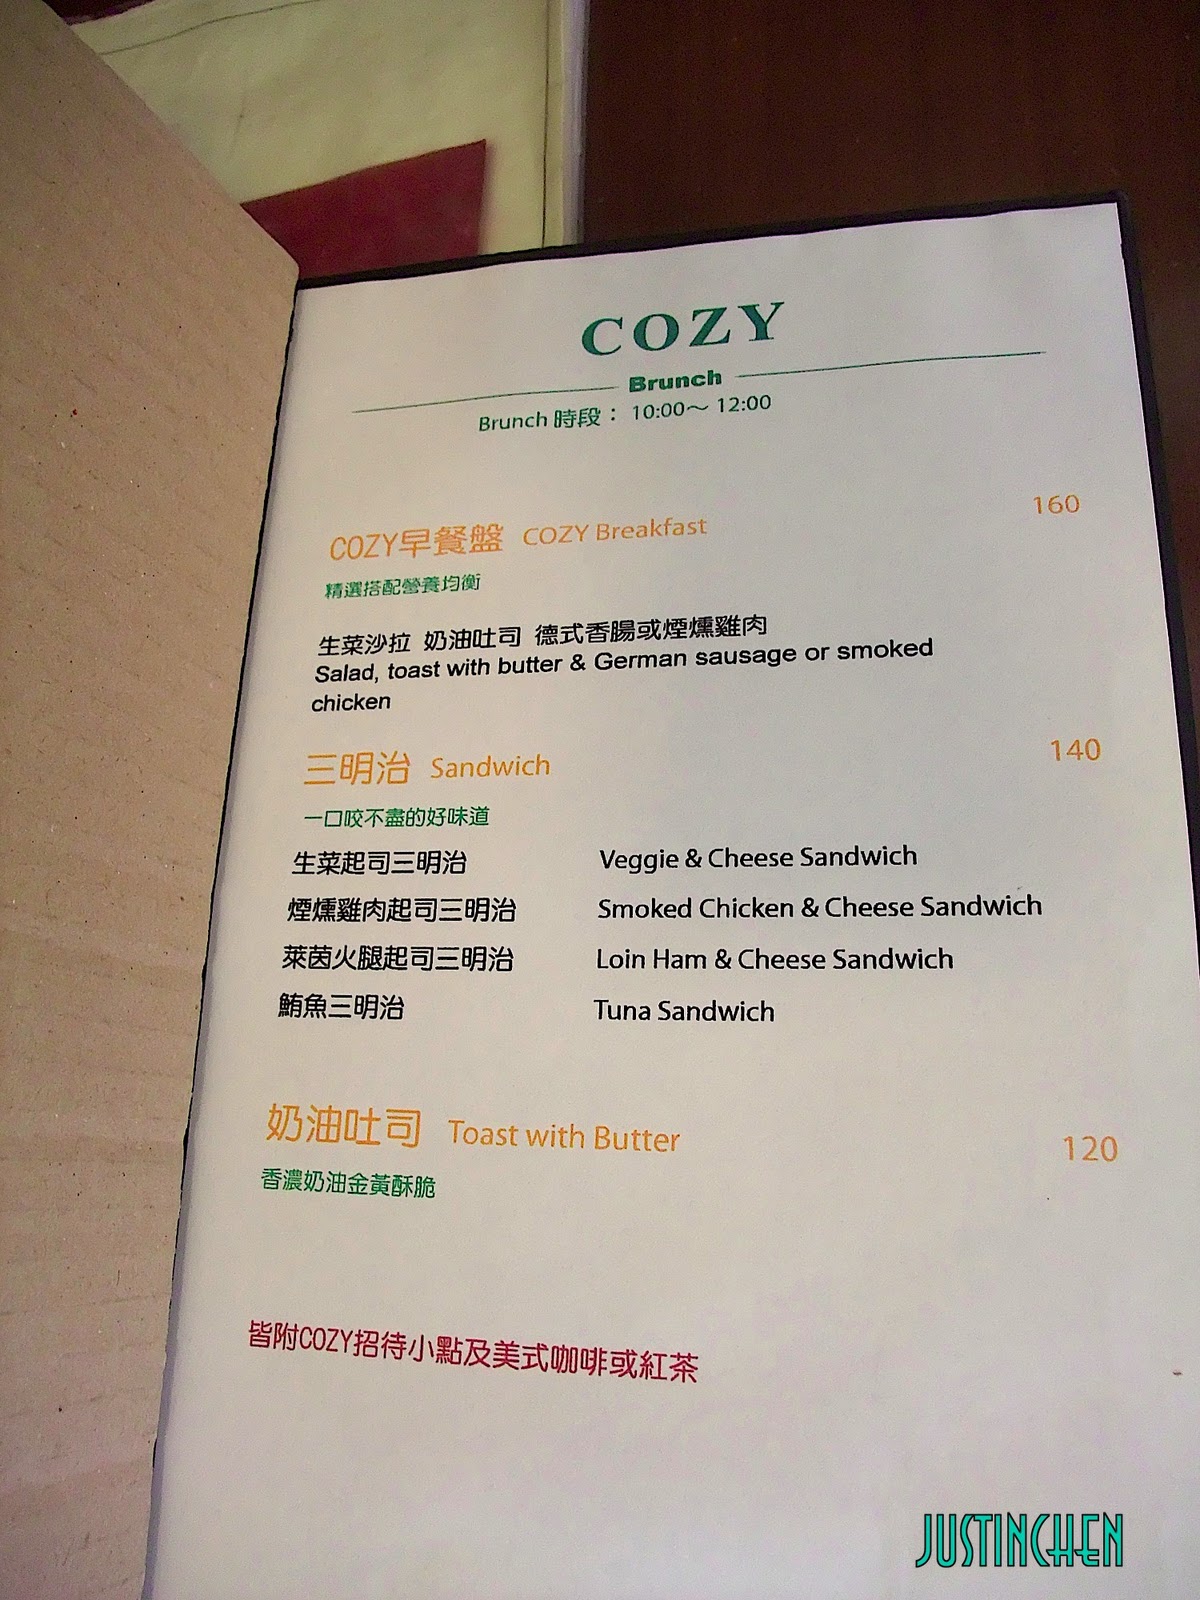 COZY
Brunch
Brunch 時段： 10:00～ 12:00
COZY早餐盤 COZY Breakfast 160
精選搭配營養均衡
生菜沙拉 奶油吐司 德式香腸或煙燻雞肉
Salad, toast with butter & German sausage or smoked
chicken
三明治 Sandwich 140
一口咬不盡的好味道
生菜起司三明治 Veggie & Cheese Sandwich
煙燻雞肉起司三明治 Smoked Chicken & Cheese Sandwich
萊茵火腿起司三明治 Loin Ham & Cheese Sandwich
鮪魚三明治 Tuna Sandwich
奶油吐司 Toast with Butter 120
香濃奶油金黃酥脆
皆附COZY招待小點及美式咖啡或紅茶
JUSTINCHEN